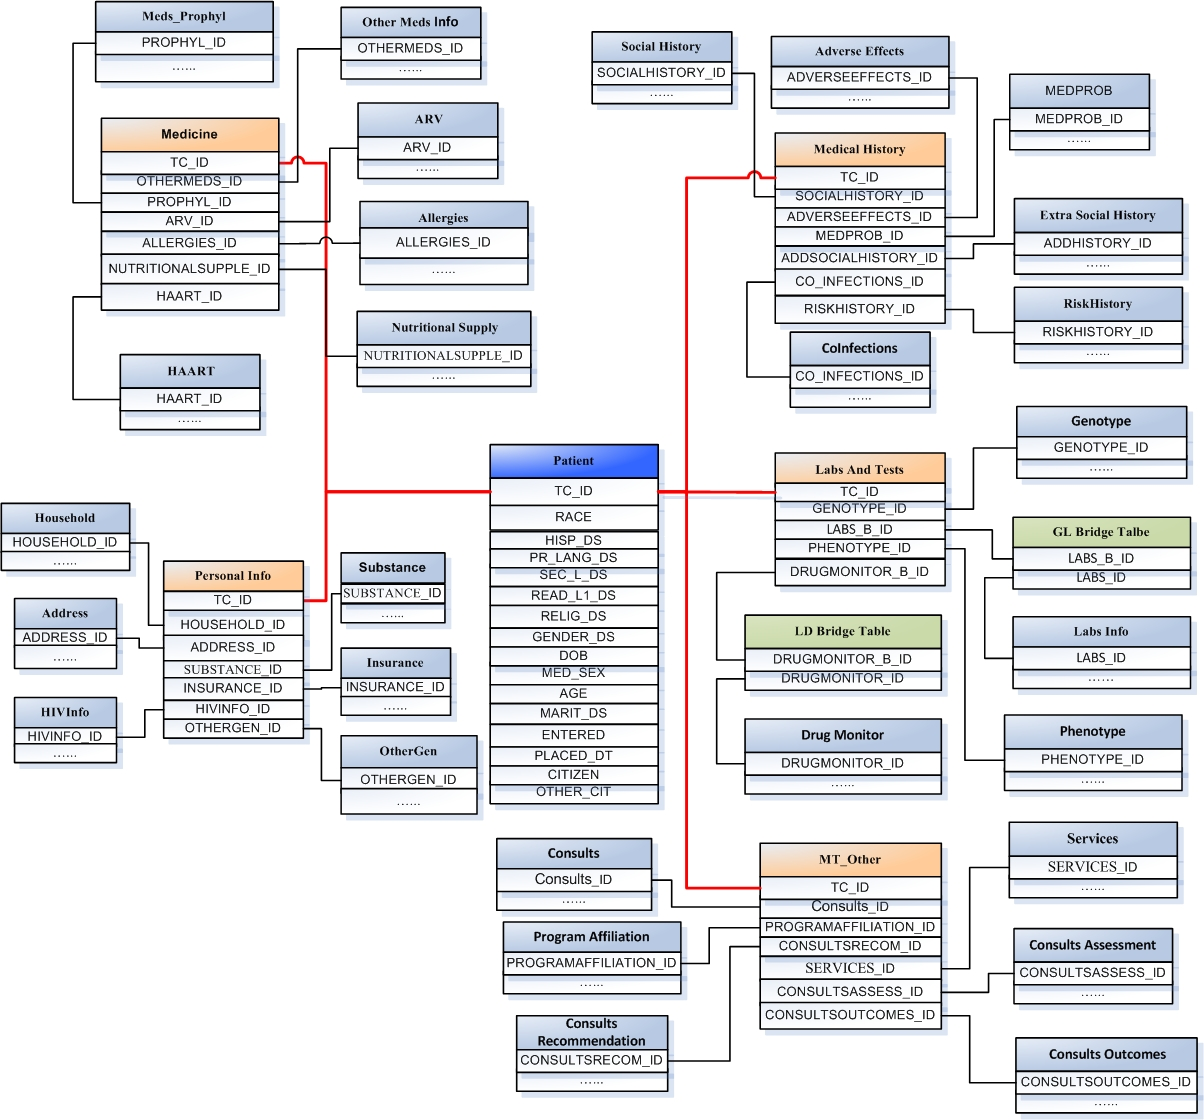 Meds_Prophyl
PROPHYL_ID
......
Other Meds Info
OTHERMEDS_ID
......
Medicine
TC_ID
OTHERMEDS_ID
PROPHYL_ID
ARV_ID
ALLERGIES_ID
NUTRITIONALSUPPLE_ID
HAART_ID
ARV
ARV_ID
......
Allergies
ALLERGIES_ID
......
Nutritional Supply
NUTRITIONALSUPPLE_ID
......
HAART
HAART_ID
......
Social History
SOCIALHISTORY_ID
......
Adverse Effects
ADVERSEEFFECTS_ID
......
MEDPROB
MEDPROB_ID
......
Medical History
TC_ID
SOCIALHISTORY_ID
ADVERSEEFFECTS_ID
MEDPROB_ID
ADDSOCIALHISTORY_ID
CO_INFECTIONS_ID
RISKHISTORY_ID
Extra Social History
ADDHISTORY_ID
......
RiskHistory
RISKHISTORY_ID
......
CoInfections
CO_INFECTIONS_ID
......
Patient
TC_ID
RACE
HISP_DS
PR_LANG_DS
SEC_L_DS
READ_L1_DS
RELIG_DS
GENDER_DS
DOB
MED_SEX
AGE
MARIT_DS
ENTERED
PLACED_DT
CITIZEN
OTHER_CIT
Household
HOUSEHOLD_ID
......
Address
ADDRESS_ID
......
HIVInfo
HIVINFO_ID
......
Personal Info
TC_ID
HOUSEHOLD_ID
ADDRESS_ID
SUBSTANCE_ID
INSURANCE_ID
HIVINFO_ID
OTHERGEN_ID
Substance
SUBSTANCE_ID
......
Insurance
INSURANCE_ID
......
OtherGen
OTHERGEN_ID
......
Labs And Tests
TC_ID
GENOTYPE_ID
LABS_B_ID
PHENOTYPE_ID
DRUGMONITOR_B_ID
Genotype
GENOTYPE_ID
......
GL Bridge Talbe
LABS_B_ID
LABS_ID
LD Bridge Table
DRUGMONITOR_B_ID
DRUGMONITOR_ID
Labs Info
LABS_ID
......
Drug Monitor
DRUGMONITOR_ID
......
Phenotype
PHENOTYPE_ID
......
Consults
Consults_ID
......
Program Affiliation
PROGRAMAFFILIATION_ID
......
Consults
Recommendation
CONSULTSRECOM_ID
......
MT_Other
TC_ID
Consults_ID
PROGRAMAFFILIATION_ID
CONSULTSRECOM_ID
SERVICES_ID
CONSULTSASSESS_ID
CONSULTSOUTCOMES_ID
Services
SERVICES_ID
......
Consults Assessment
CONSULTSASSESS_ID
......
Consults Outcomes
CONSULTSOUTCOMES_ID
......